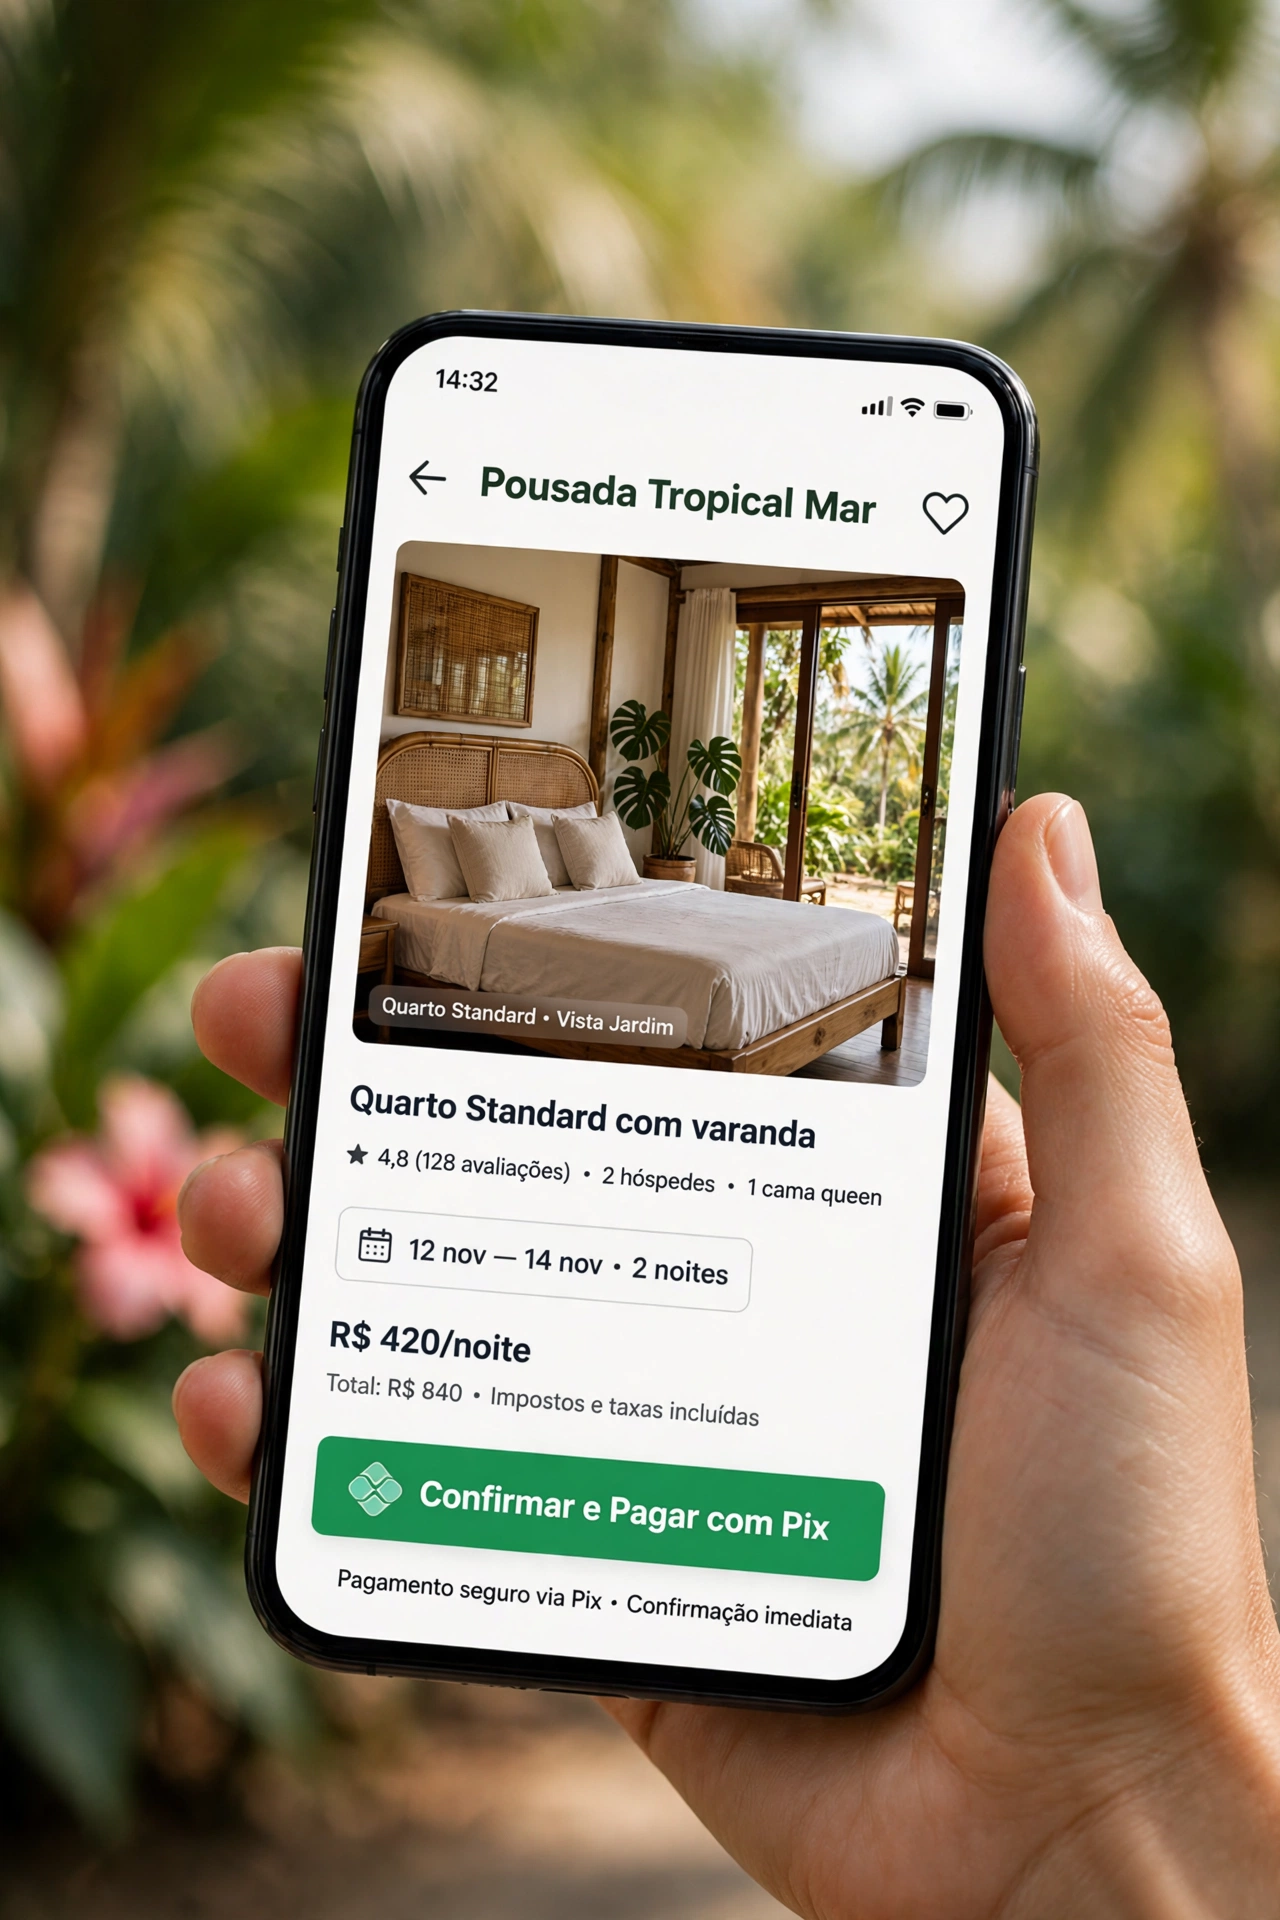 14:32
Pousada Tropical Mar
Quarto Standard • Vista Jardim
Quarto Standard com varanda
★ 4,8 (128 avaliações) • 2 hóspedes • 1 cama queen
12 nov — 14 nov • 2 noites
R$ 420/noite
Total: R$ 840 • Impostos e taxas incluídas
Confirmar e Pagar com Pix
Pagamento seguro via Pix • Confirmação imediata